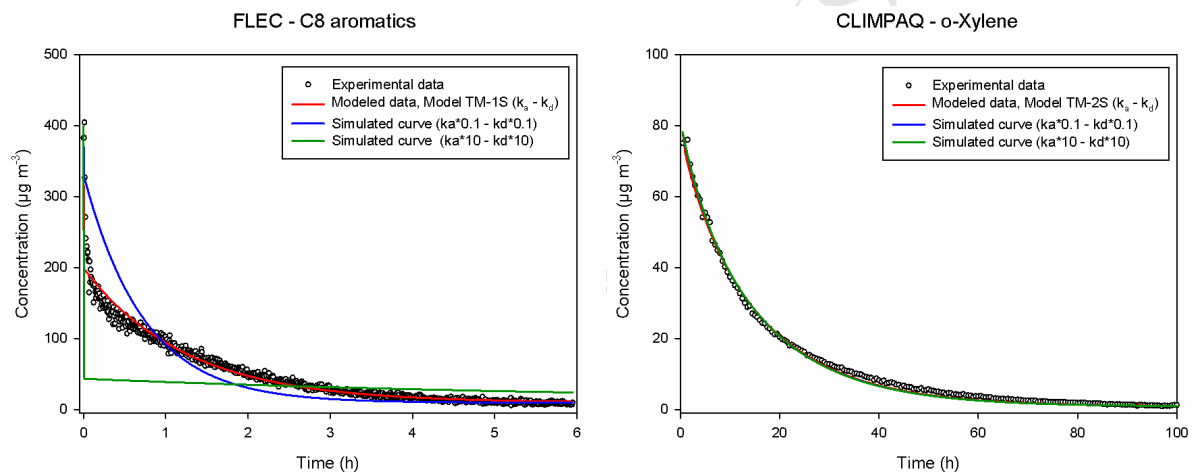 FLEC - C8 aromatics
500
400
300
200
100
0
Concentration (µg m⁻³)
0 1 2 3 4 5 6
Time (h)
Experimental data
Modeled data, Model TM-1S (kₐ - k_d)
Simulated curve (ka*0.1 - kd*0.1)
Simulated curve (ka*10 - kd*10)
CLIMPAQ - o-Xylene
100
80
60
40
20
0
Concentration (µg m⁻³)
0 20 40 60 80 100
Time (h)
Experimental data
Modeled data, Model TM-2S (kₐ - k_d)
Simulated curve (ka*0.1 - kd*0.1)
Simulated curve (ka*10 - kd*10)